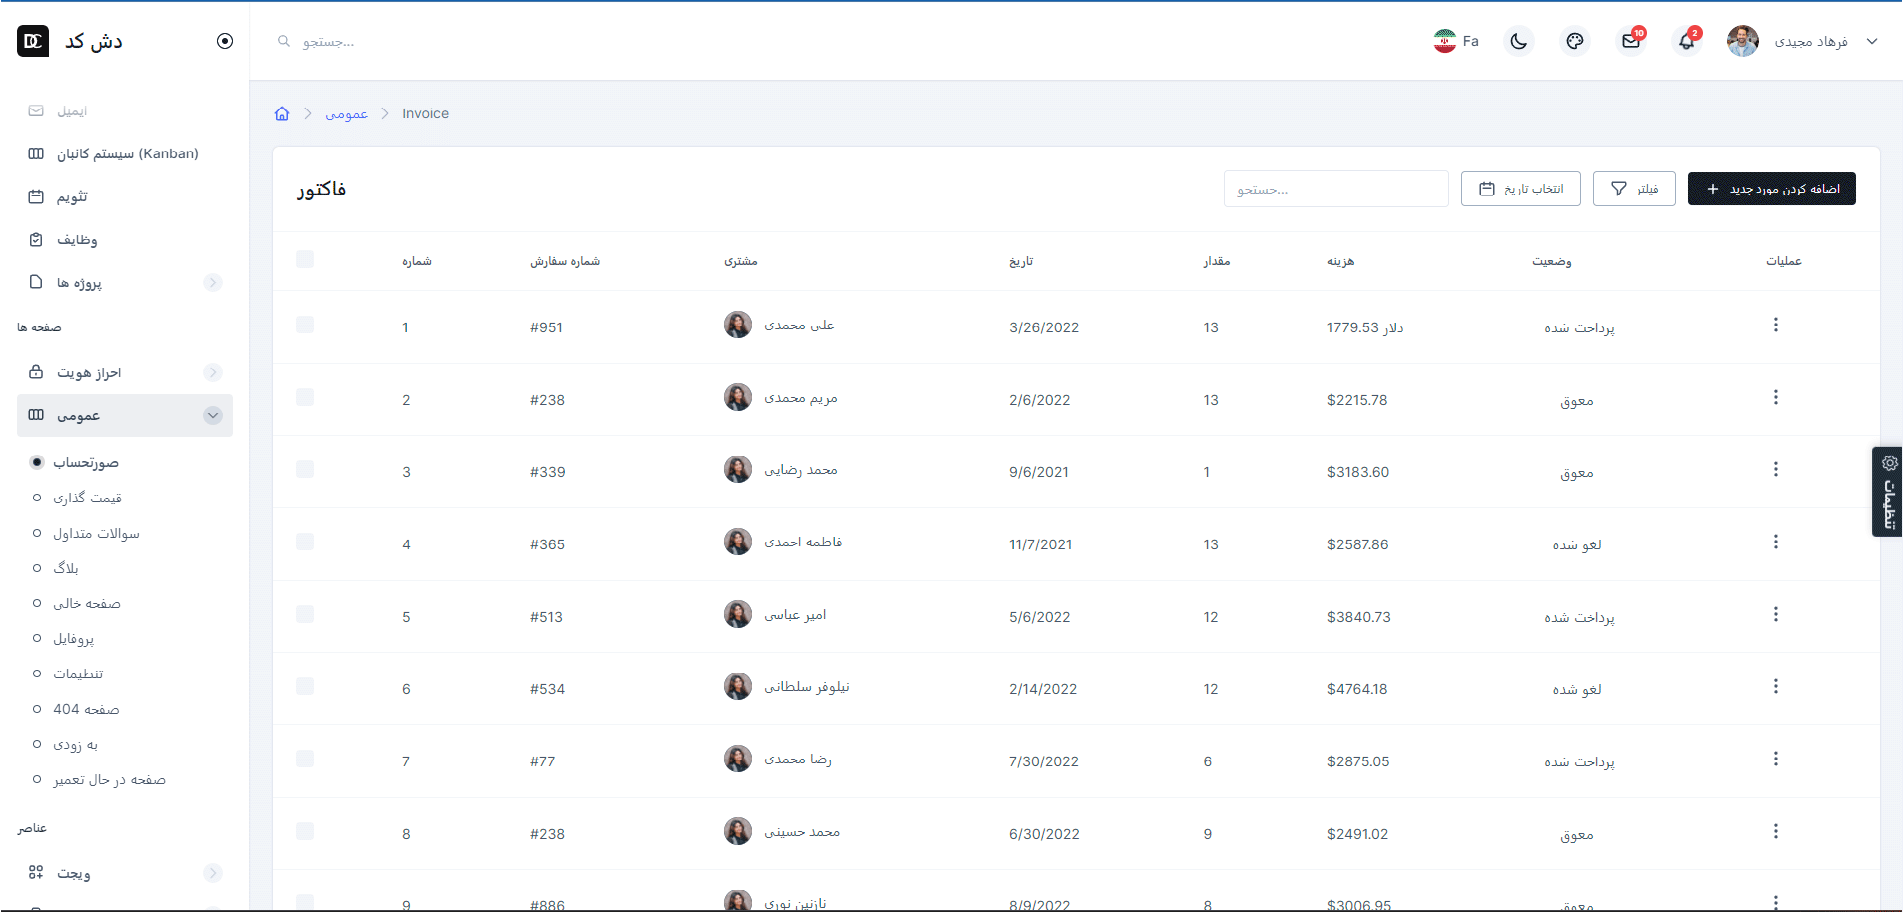 دش کد
جستجو...
Fa
10
2
فرهاد مجیدی
ایمیل
سیستم کانبان (Kanban)
تئویم
وظایف
پروژه ها
صفحه ها
احراز هویت
عمومی
صورتحساب
قیمت گذاری
سوالات متداول
بلاگ
صفحه خالی
پروفایل
تنظیمات
صفحه 404
به زودی
صفحه در حال تعمیر
عناصر
ویجت
عمومی
Invoice
فاکتور
جستجو...
انتخاب تاریخ
فیلتر
اضافه کردن مورد جدید
شماره شماره سفارش مشتری تاریخ مقدار هزینه وضعیت عملیات
1 #951 علی محمدی 3/26/2022 13 1779.53 دلار پرداخت شده
2 #238 مریم محمدی 2/6/2022 13 $2215.78 معوق
3 #339 محمد رضایی 9/6/2021 1 $3183.60 معوق
4 #365 فاطمه احمدی 11/7/2021 13 $2587.86 لغو شده
5 #513 امیر عباسی 5/6/2022 12 $3840.73 پرداخت شده
6 #534 نیلوفر سلطانی 2/14/2022 12 $4764.18 لغو شده
7 #77 رضا محمدی 7/30/2022 6 $2875.05 پرداخت شده
8 #238 محمد حسینی 6/30/2022 9 $2491.02 معوق
9 #886 نازنین نوری 8/9/2022 8 $3006.95 معوق
تنظیمات